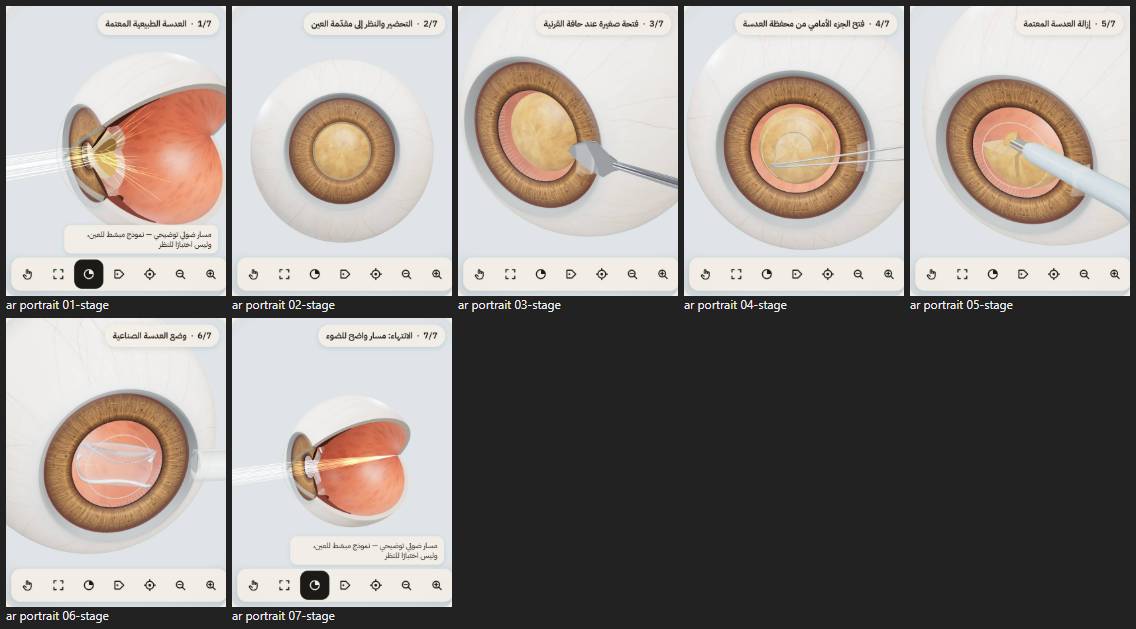 1/7 · العدسة الطبيعية المعتمة
مسار ضوئي توضيحي — نموذج مبسّط للعين،
وليس اختبارًا للنظر
ar portrait 01-stage
2/7 · التحضير والنظر إلى مقدّمة العين
ar portrait 02-stage
3/7 · فتحة صغيرة عند حافة القرنية
ar portrait 03-stage
4/7 · فتح الجزء الأمامي من محفظة العدسة
ar portrait 04-stage
5/7 · إزالة العدسة المعتمة
ar portrait 05-stage
6/7 · وضع العدسة الصناعية
ar portrait 06-stage
7/7 · الانتهاء: مسار واضح للضوء
مسار ضوئي توضيحي — نموذج مبسّط للعين،
وليس اختبارًا للنظر
ar portrait 07-stage